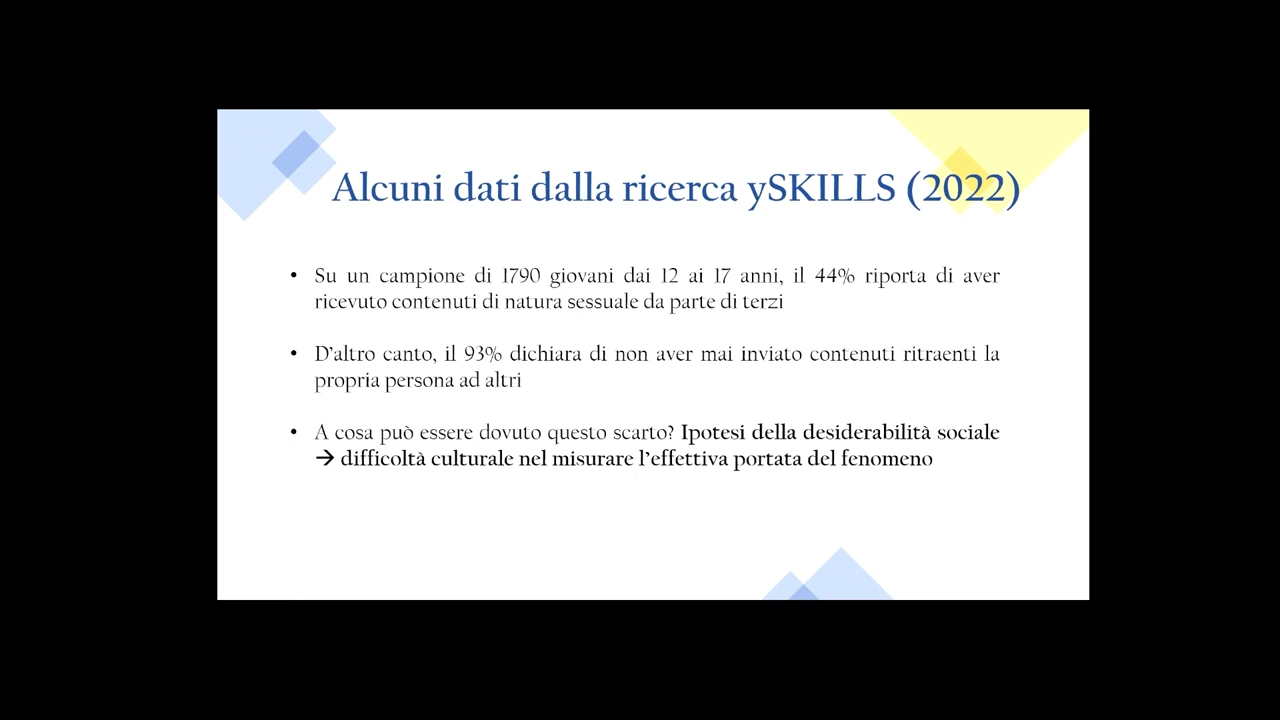 Alcuni dati dalla ricerca ySKILLS (2022)
• Su un campione di 1790 giovani dai 12 ai 17 anni, il 44% riporta di aver
ricevuto contenuti di natura sessuale da parte di terzi
• D’altro canto, il 93% dichiara di non aver mai inviato contenuti ritraenti la
propria persona ad altri
• A cosa può essere dovuto questo scarto? Ipotesi della desiderabilità sociale
→ difficoltà culturale nel misurare l’effettiva portata del fenomeno